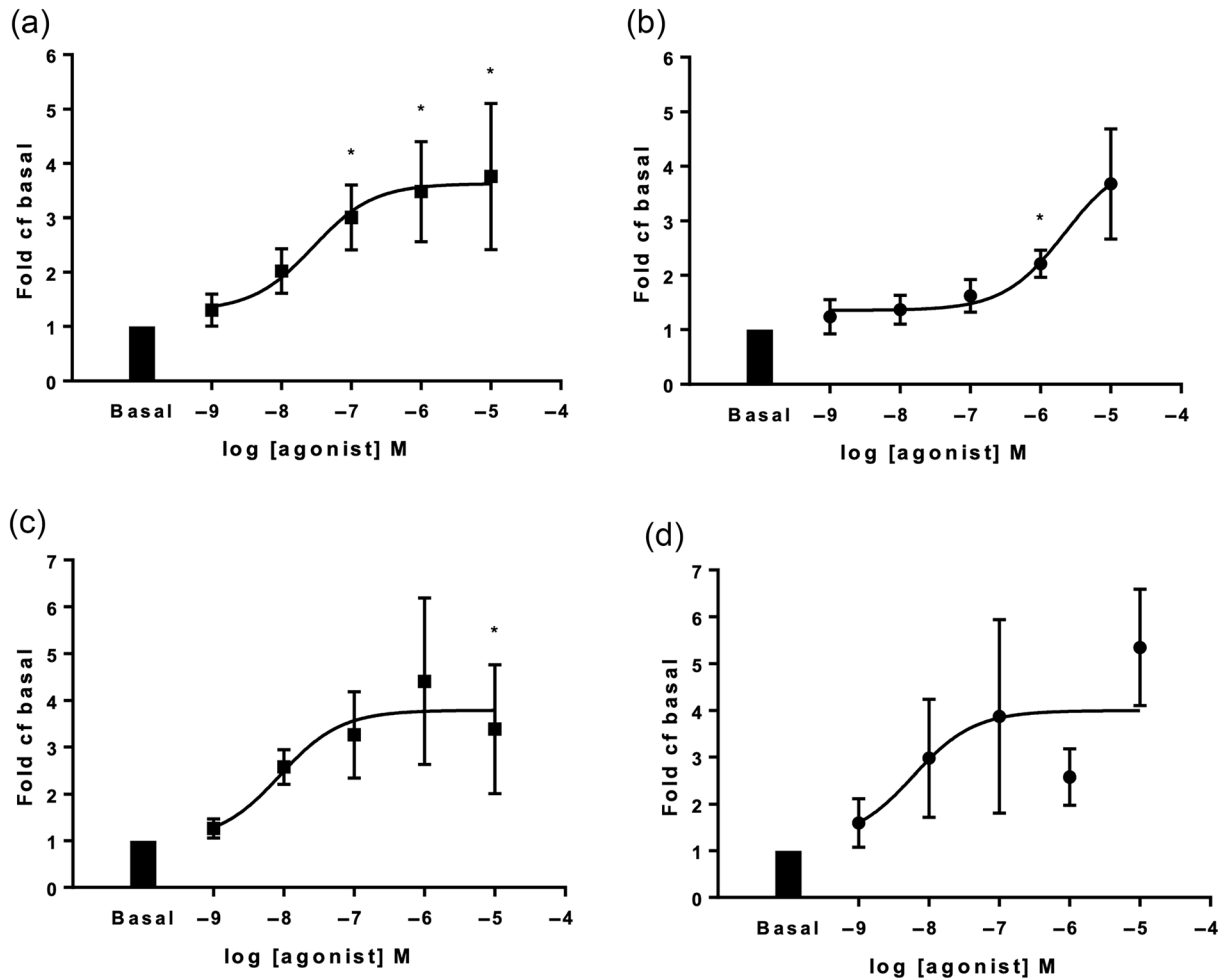 (a)
6
5
4
3
2
1
0
Fold cf basal
* * *
Basal –9 –8 –7 –6 –5 –4
log [agonist] M
(b)
6
5
4
3
2
1
0
Fold cf basal
*
Basal –9 –8 –7 –6 –5 –4
log [agonist] M
(c)
7
6
5
4
3
2
1
0
Fold cf basal
*
Basal –9 –8 –7 –6 –5 –4
log [agonist] M
(d)
7
6
5
4
3
2
1
0
Fold cf basal
Basal –9 –8 –7 –6 –5 –4
log [agonist] M